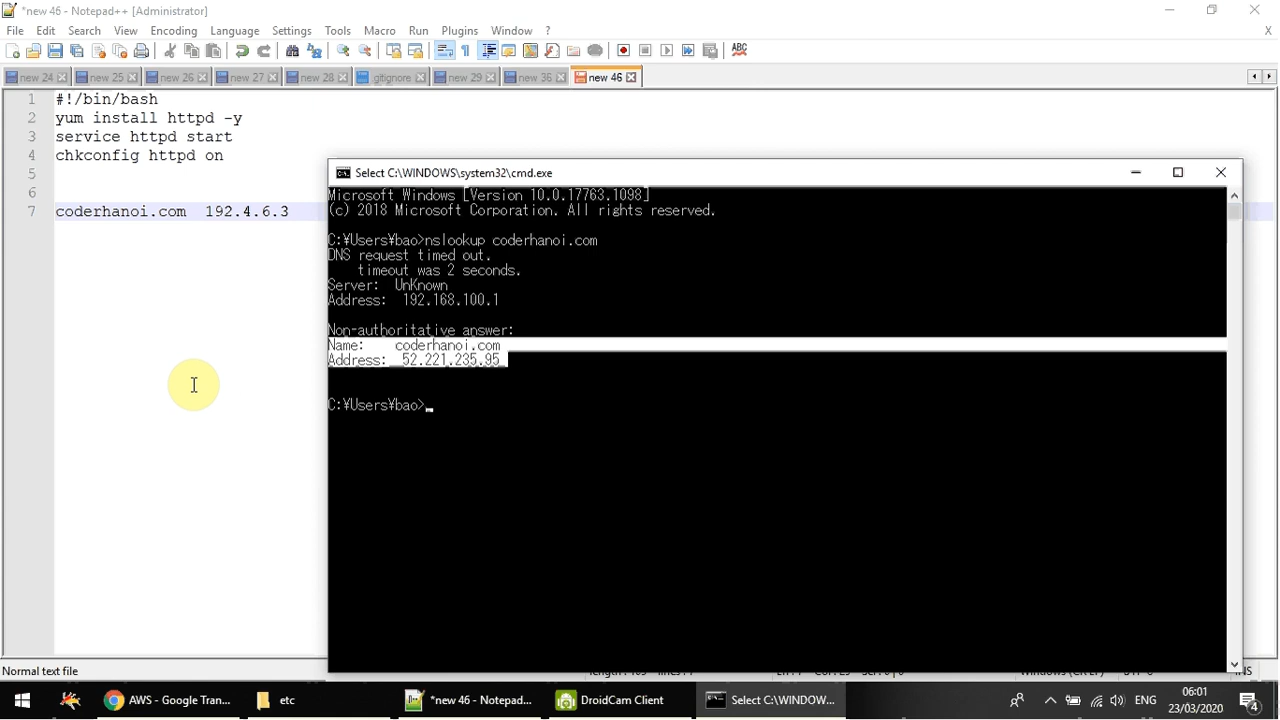 *new 46 - Notepad++ [Administrator]
File Edit Search View Encoding Language Settings Tools Macro Run Plugins Window ? X
new 24 new 25 new 26 new 27 new 28 gitignore new 29 new 36 new 46
1 #!/bin/bash
2 yum install httpd -y
3 service httpd start
4 chkconfig httpd on
5
6
7 coderhanoi.com 192.4.6.3
Select C:\WINDOWS\system32\cmd.exe
Microsoft Windows [Version 10.0.17763.1098]
(c) 2018 Microsoft Corporation. All rights reserved.
C:¥Users¥bao>nslookup coderhanoi.com
DNS request timed out.
timeout was 2 seconds.
Server: UnKnown
Address: 192.168.100.1
Non-authoritative answer:
Name: coderhanoi.com
Address: 52.221.235.95
C:¥Users¥bao>
Normal text file
AWS - Google Tran... etc *new 46 - Notepad... DroidCam Client Select C:\WINDOW... ENG 06:01
23/03/2020 4